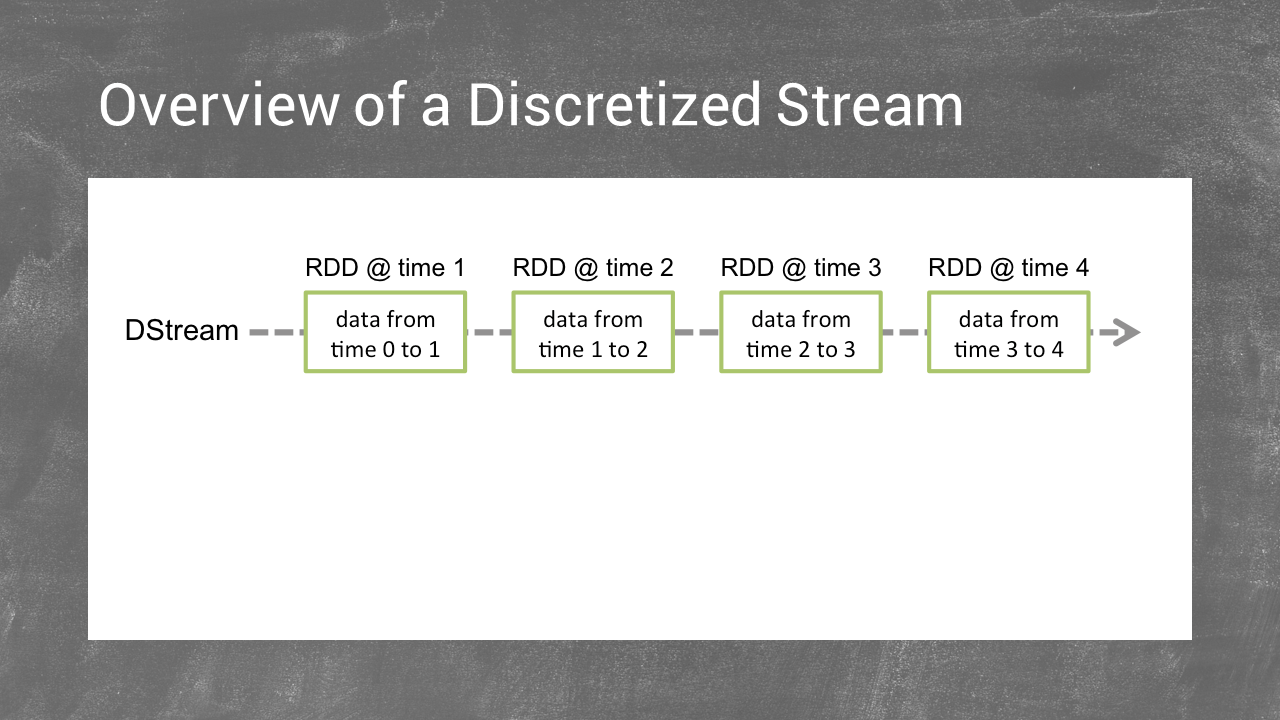 Overview of a Discretized Stream
RDD @ time 1 RDD @ time 2 RDD @ time 3 RDD @ time 4
DStream
data from
time 0 to 1
data from
time 1 to 2
data from
time 2 to 3
data from
time 3 to 4